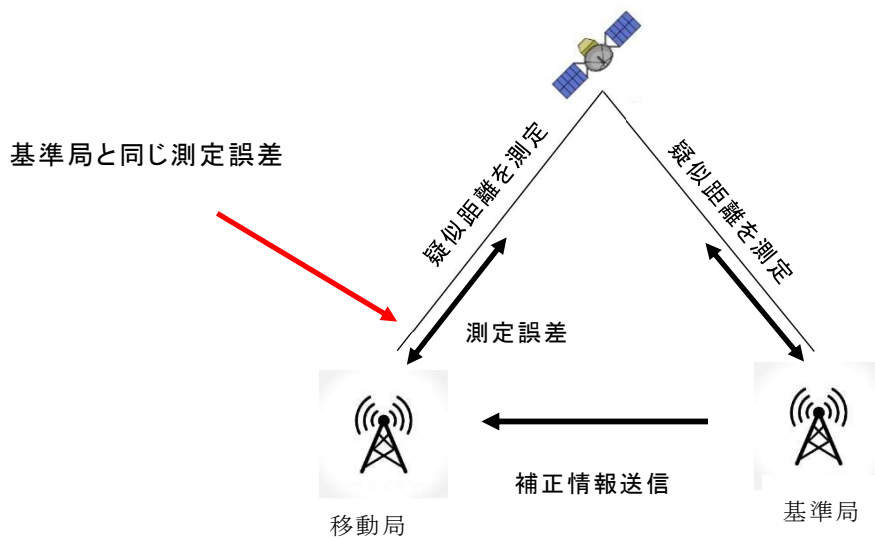 基準局と同じ測定誤差
疑似距離を測定
疑似距離を測定
測定誤差
補正情報送信
移動局
基準局